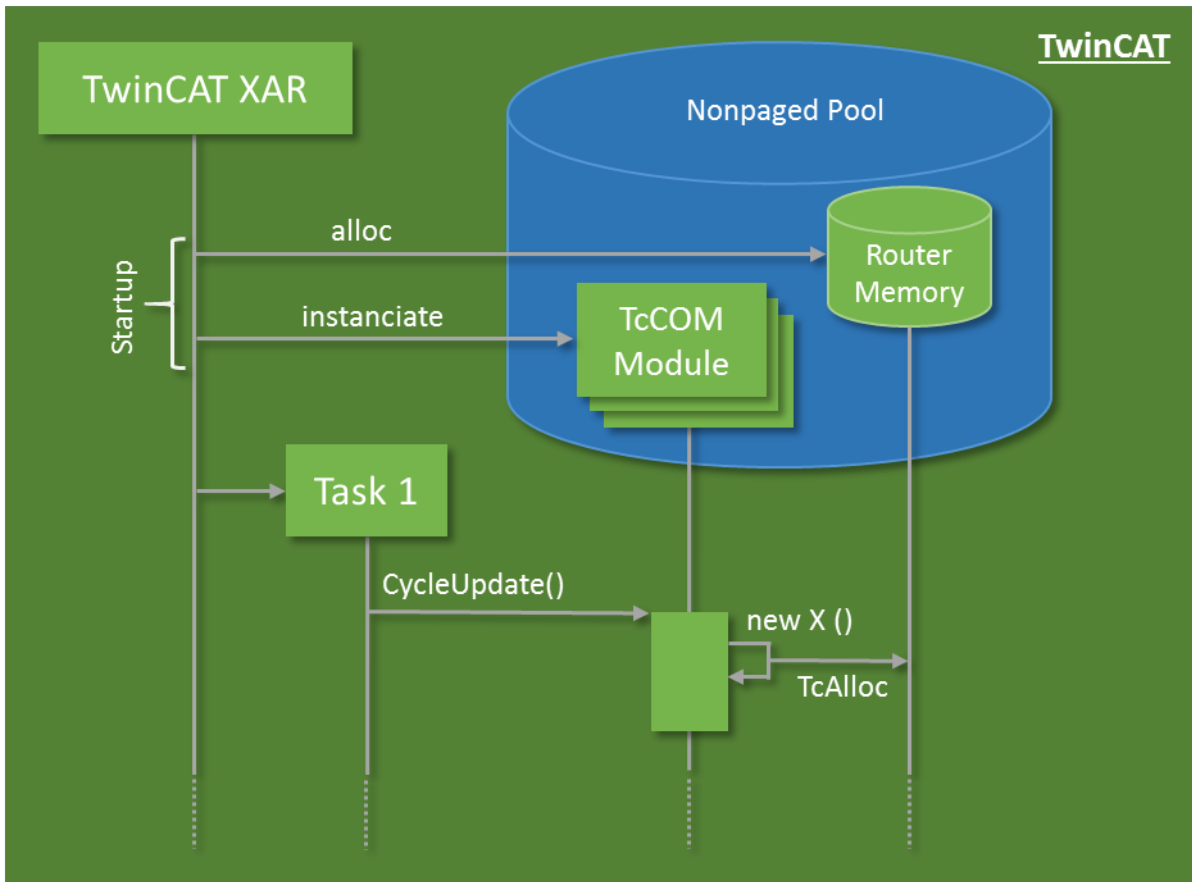 TwinCAT
TwinCAT XAR
Nonpaged Pool
alloc
Router
Memory
Startup
instanciate
TcCOM
Module
Task 1
CycleUpdate()
new X ()
TcAlloc